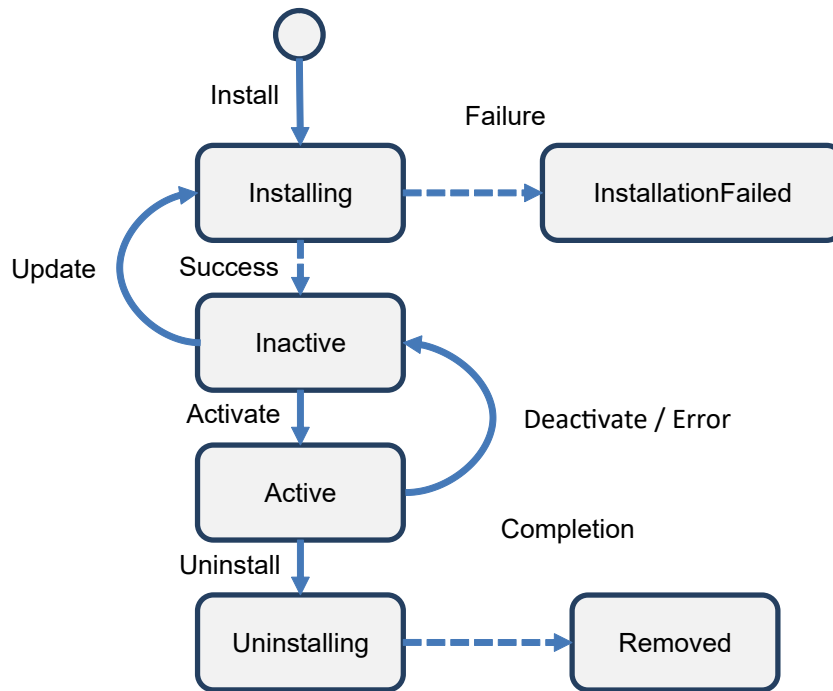 Install
Failure
Installing
InstallationFailed
Update
Success
Inactive
Activate
Deactivate / Error
Active
Completion
Uninstall
Uninstalling
Removed